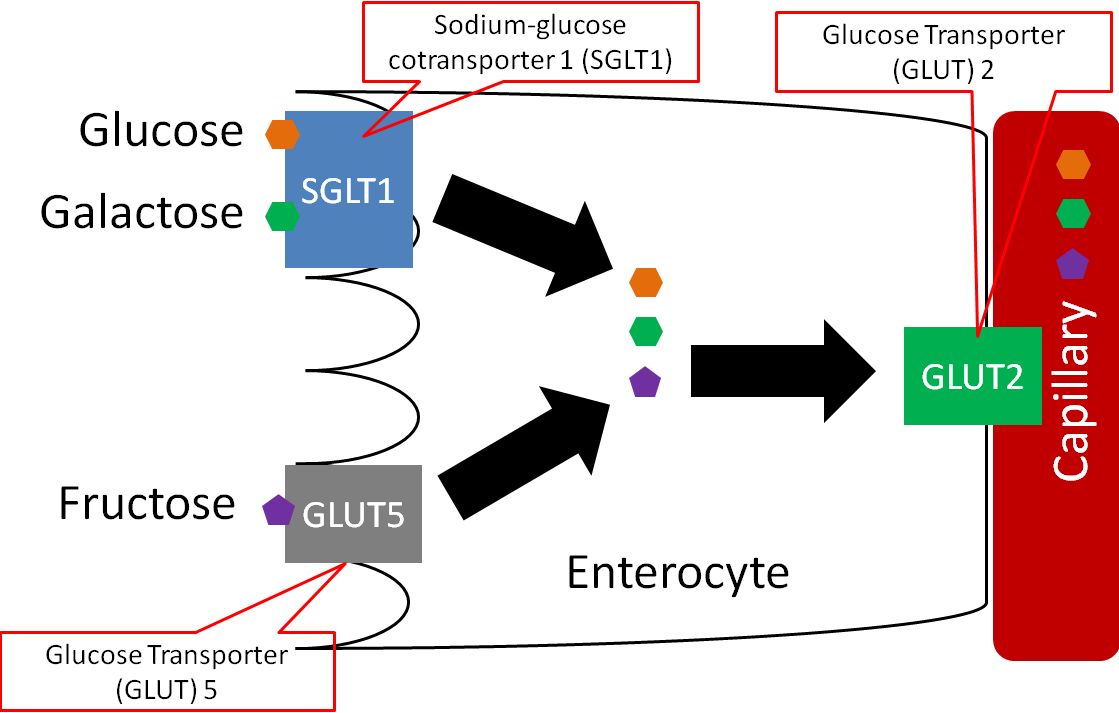 Sodium-glucose
cotransporter 1 (SGLT1)
Glucose Transporter
(GLUT) 2
Glucose
Galactose
SGLT1
GLUT2
Capillary
Fructose
GLUT5
Enterocyte
Glucose Transporter
(GLUT) 5